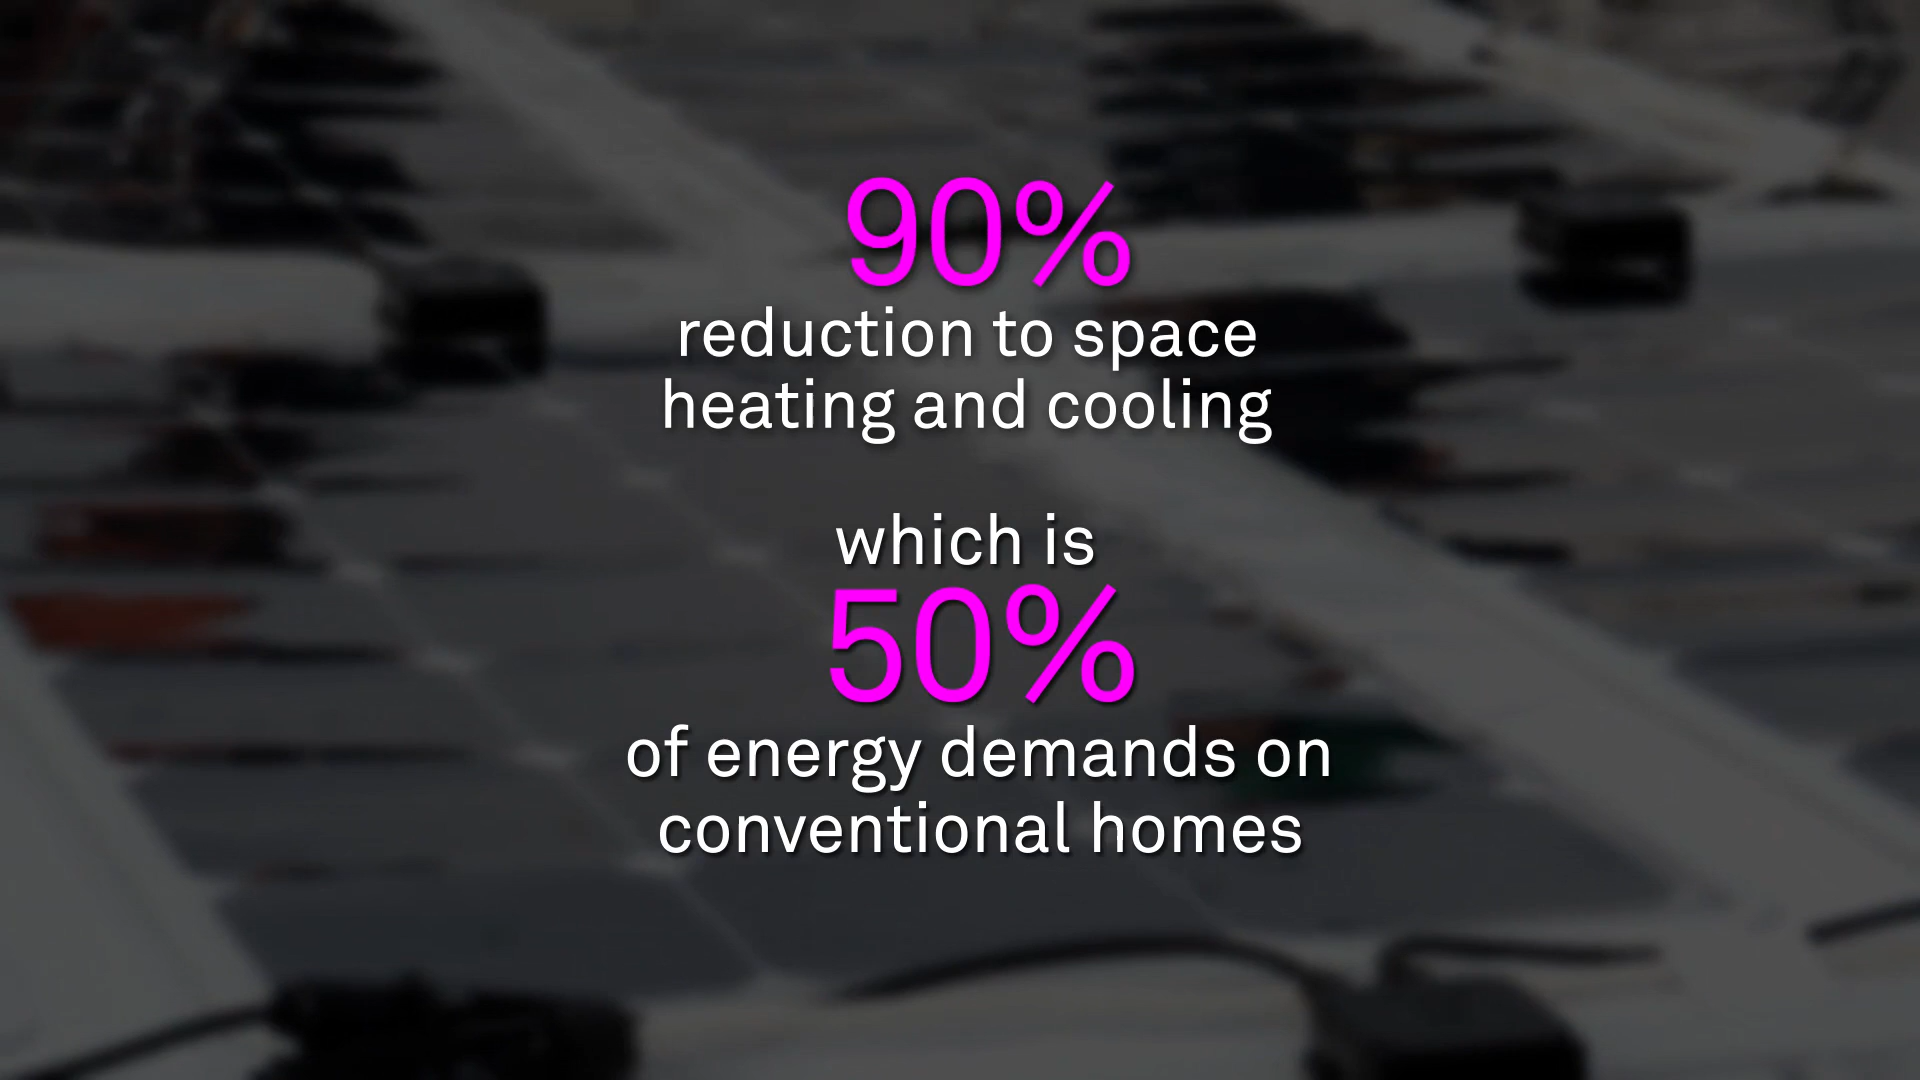 90%
reduction to space
heating and cooling
which is
50%
of energy demands on
conventional homes